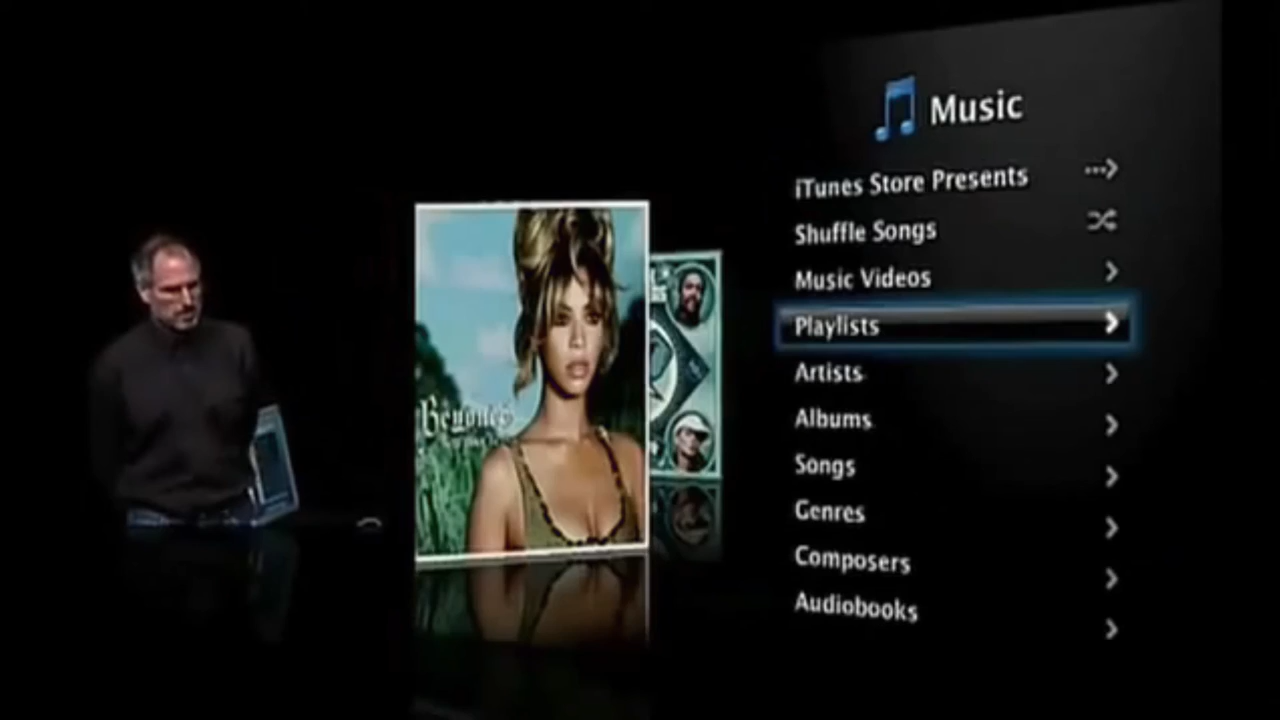 Music
iTunes Store Presents
Shuffle Songs
Music Videos
Playlists
Artists
Albums
Songs
Genres
Composers
Audiobooks
Beyoncé